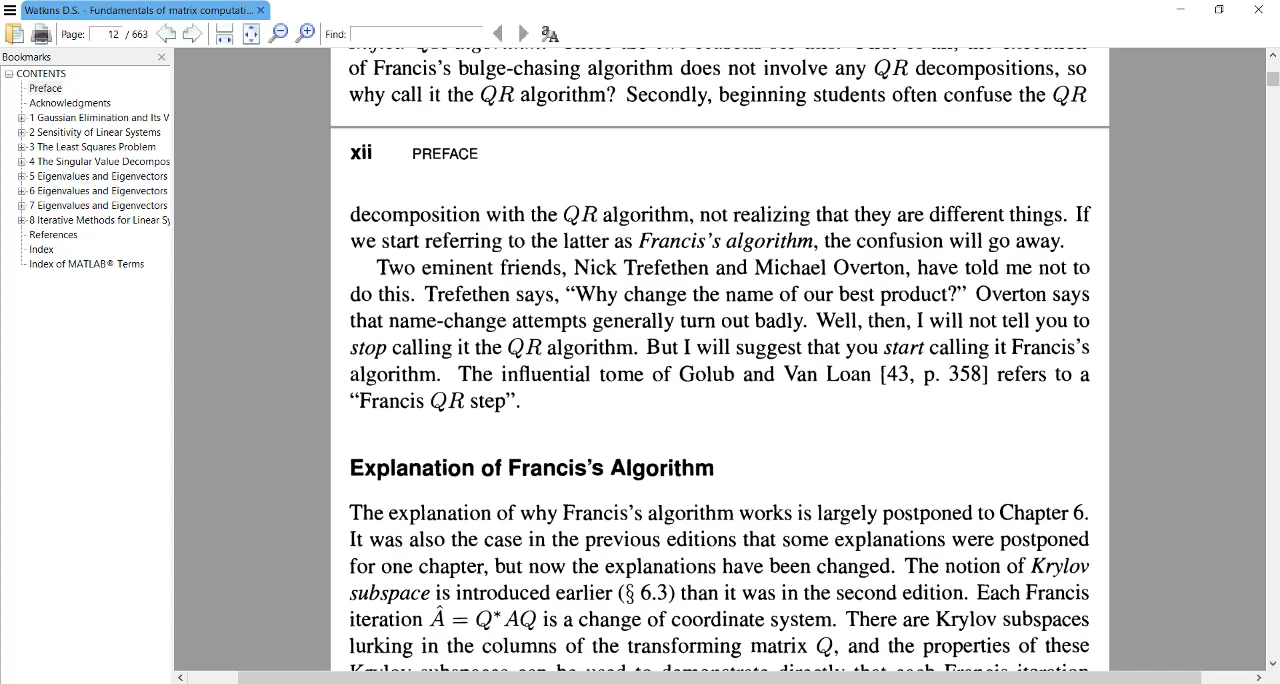 Watkins D.S. - Fundamentals of matrix computati...
Page: 12 / 663 Find:
Bookmarks
CONTENTS
Preface
Acknowledgments
1 Gaussian Elimination and Its V
2 Sensitivity of Linear Systems
3 The Least Squares Problem
4 The Singular Value Decompos
5 Eigenvalues and Eigenvectors
6 Eigenvalues and Eigenvectors
7 Eigenvalues and Eigenvectors
8 Iterative Methods for Linear Sy
References
Index
Index of MATLAB® Terms
of Francis's bulge-chasing algorithm does not involve any QR decompositions, so
why call it the QR algorithm? Secondly, beginning students often confuse the QR
xii PREFACE
decomposition with the QR algorithm, not realizing that they are different things. If
we start referring to the latter as Francis's algorithm, the confusion will go away.
Two eminent friends, Nick Trefethen and Michael Overton, have told me not to
do this. Trefethen says, “Why change the name of our best product?” Overton says
that name-change attempts generally turn out badly. Well, then, I will not tell you to
stop calling it the QR algorithm. But I will suggest that you start calling it Francis's
algorithm. The influential tome of Golub and Van Loan [43, p. 358] refers to a
“Francis QR step”.
Explanation of Francis's Algorithm
The explanation of why Francis's algorithm works is largely postponed to Chapter 6.
It was also the case in the previous editions that some explanations were postponed
for one chapter, but now the explanations have been changed. The notion of Krylov
subspace is introduced earlier (§ 6.3) than it was in the second edition. Each Francis
iteration Â = Q*AQ is a change of coordinate system. There are Krylov subspaces
lurking in the columns of the transforming matrix Q, and the properties of these
Krylov subspaces can be used to demonstrate directly that each Francis iteration